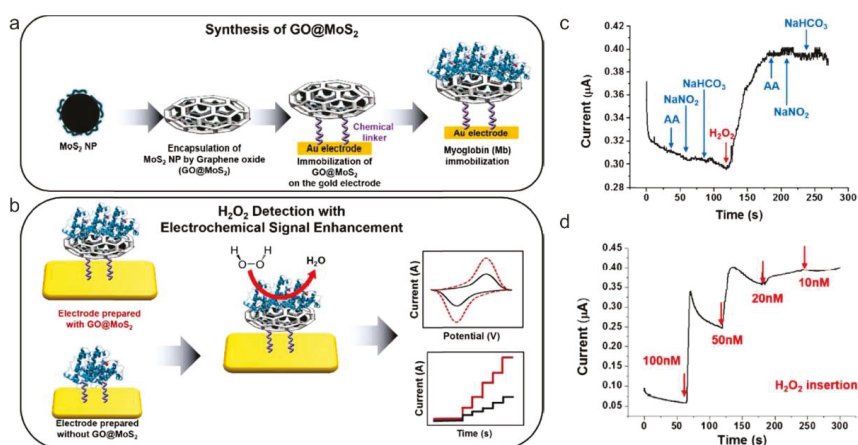 a
Synthesis of GO@MoS₂
MoS₂ NP
Encapsulation of
MoS₂ NP by Graphene oxide
(GO@MoS₂)
Chemical
linker
Au electrode
Immobilization of
GO@MoS₂
on the gold electrode
Au electrode
Myoglobin (Mb)
immobilization
b
H₂O₂ Detection with
Electrochemical Signal Enhancement
Electrode prepared
with GO@MoS₂
Electrode prepared
without GO@MoS₂
H H
O-O
H₂O
Current (A)
Potential (V)
Current (A)
Time (s)
c
Current (μA)
0.40
0.38
0.36
0.34
0.32
0.30
0.28
0 50 100 150 200 250 300
Time (s)
AA
NaNO₂
NaHCO₃
H₂O₂
AA
NaNO₂
NaHCO₃
d
Current (μA)
0.40
0.35
0.30
0.25
0.20
0.15
0.10
0.05
0 50 100 150 200 250 300
Time (s)
100nM
50nM
20nM
10nM
H₂O₂ insertion